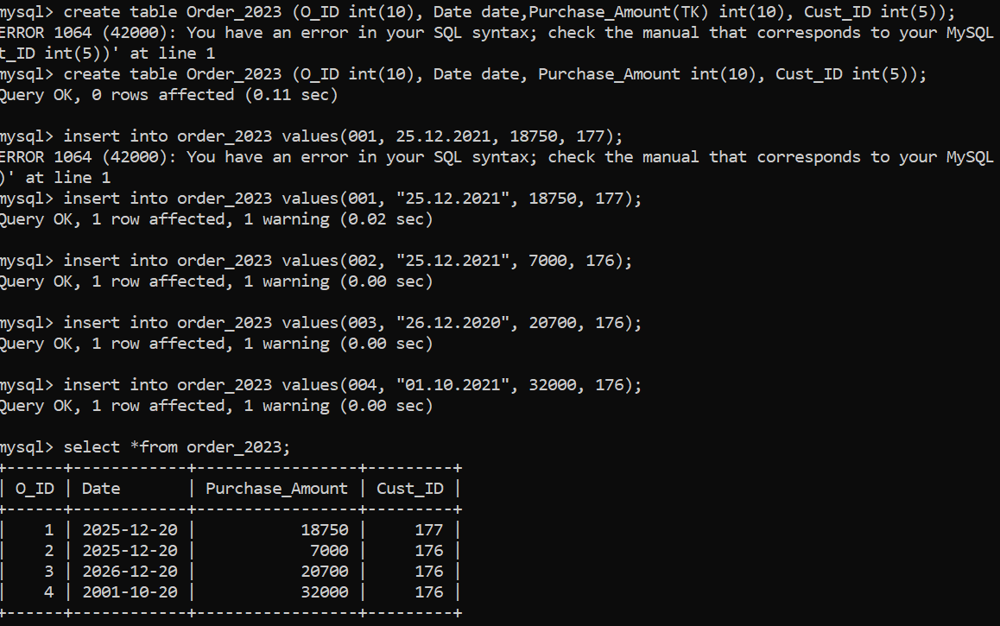 mysql> create table Order_2023 (O_ID int(10), Date date,Purchase_Amount(TK) int(10), Cust_ID int(5));
ERROR 1064 (42000): You have an error in your SQL syntax; check the manual that corresponds to your MySQL
t_ID int(5))' at line 1
mysql> create table Order_2023 (O_ID int(10), Date date, Purchase_Amount int(10), Cust_ID int(5));
Query OK, 0 rows affected (0.11 sec)

mysql> insert into order_2023 values(001, 25.12.2021, 18750, 177);
ERROR 1064 (42000): You have an error in your SQL syntax; check the manual that corresponds to your MySQL
)' at line 1
mysql> insert into order_2023 values(001, "25.12.2021", 18750, 177);
Query OK, 1 row affected, 1 warning (0.02 sec)

mysql> insert into order_2023 values(002, "25.12.2021", 7000, 176);
Query OK, 1 row affected, 1 warning (0.00 sec)

mysql> insert into order_2023 values(003, "26.12.2020", 20700, 176);
Query OK, 1 row affected, 1 warning (0.00 sec)

mysql> insert into order_2023 values(004, "01.10.2021", 32000, 176);
Query OK, 1 row affected, 1 warning (0.00 sec)

mysql> select *from order_2023;
+------+------------+-----------------+---------+
| O_ID | Date       | Purchase_Amount | Cust_ID |
+------+------------+-----------------+---------+
|    1 | 2025-12-20 |           18750 |     177 |
|    2 | 2025-12-20 |            7000 |     176 |
|    3 | 2026-12-20 |           20700 |     176 |
|    4 | 2001-10-20 |           32000 |     176 |
+------+------------+-----------------+---------+